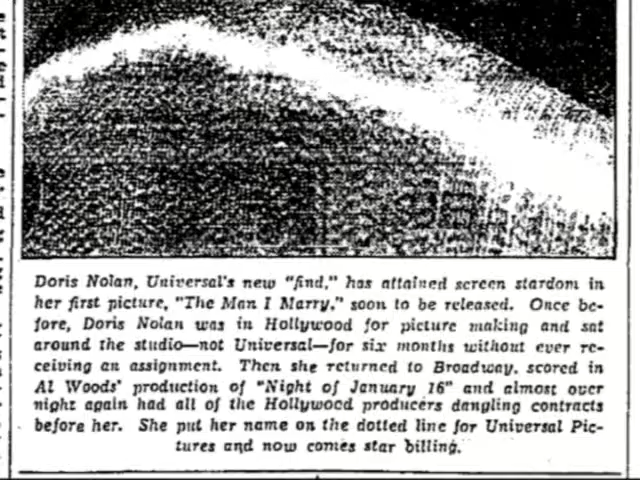 Doris Nolan, Universal's new "find," has attained screen stardom in
her first picture, "The Man I Marry," soon to be released. Once be-
fore, Doris Nolan was in Hollywood for picture making and sat
around the studio—not Universal—for six months without ever re-
ceiving an assignment. Then she returned to Broadway, scored in
Al Woods' production of "Night of January 16" and almost over
night again had all of the Hollywood producers dangling contracts
before her. She put her name on the dotted line for Universal Pic-
tures and now comes star billing.